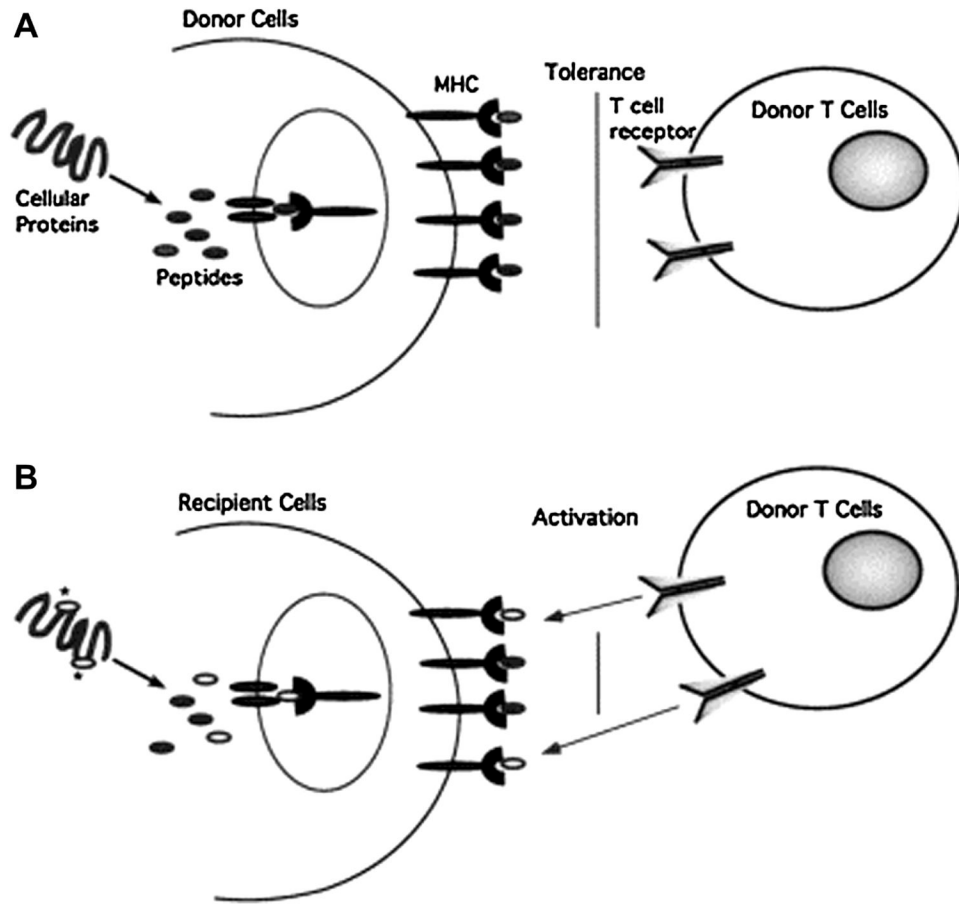 A
Donor Cells
MHC
Tolerance
T cell
receptor
Donor T Cells
Cellular
Proteins
Peptides
B
Recipient Cells
Activation
Donor T Cells
*
*